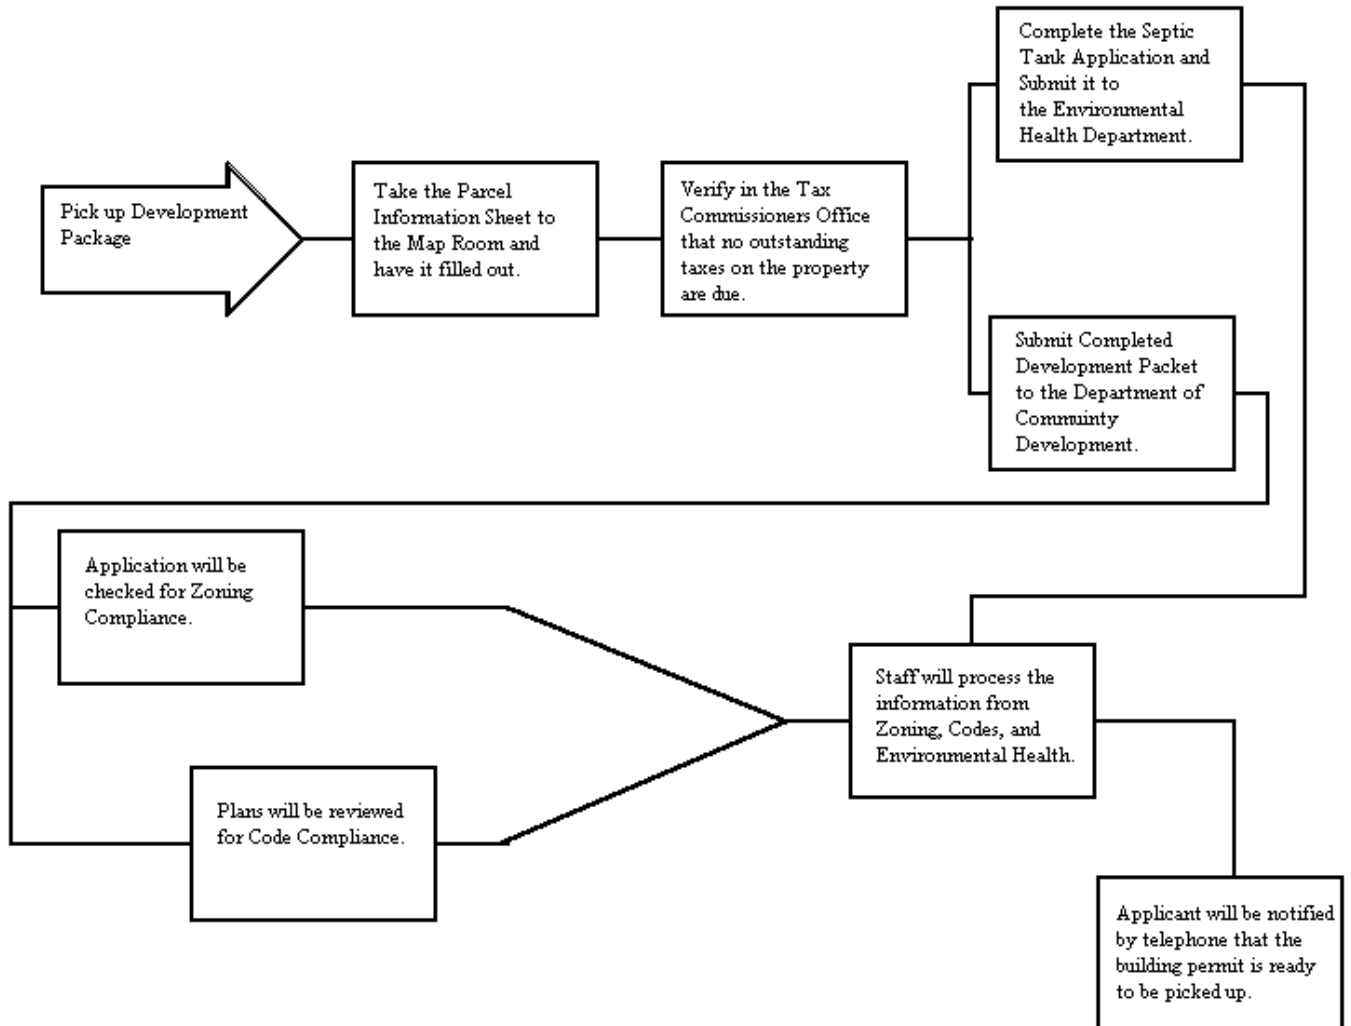 Complete the Septic
Tank Application and
Submit it to
the Environmental
Health Department.
Pick up Development
Package
Take the Parcel
Information Sheet to
the Map Room and
have it filled out.
Verify in the Tax
Commissioners Office
that no outstanding
taxes on the property
are due.
Submit Completed
Development Packet
to the Department of
Commuinty
Development.
Application will be
checked for Zoning
Compliance.
Staff will process the
information from
Zoning, Codes, and
Environmental Health.
Plans will be reviewed
for Code Compliance.
Applicant will be notified
by telephone that the
building permit is ready
to be picked up.